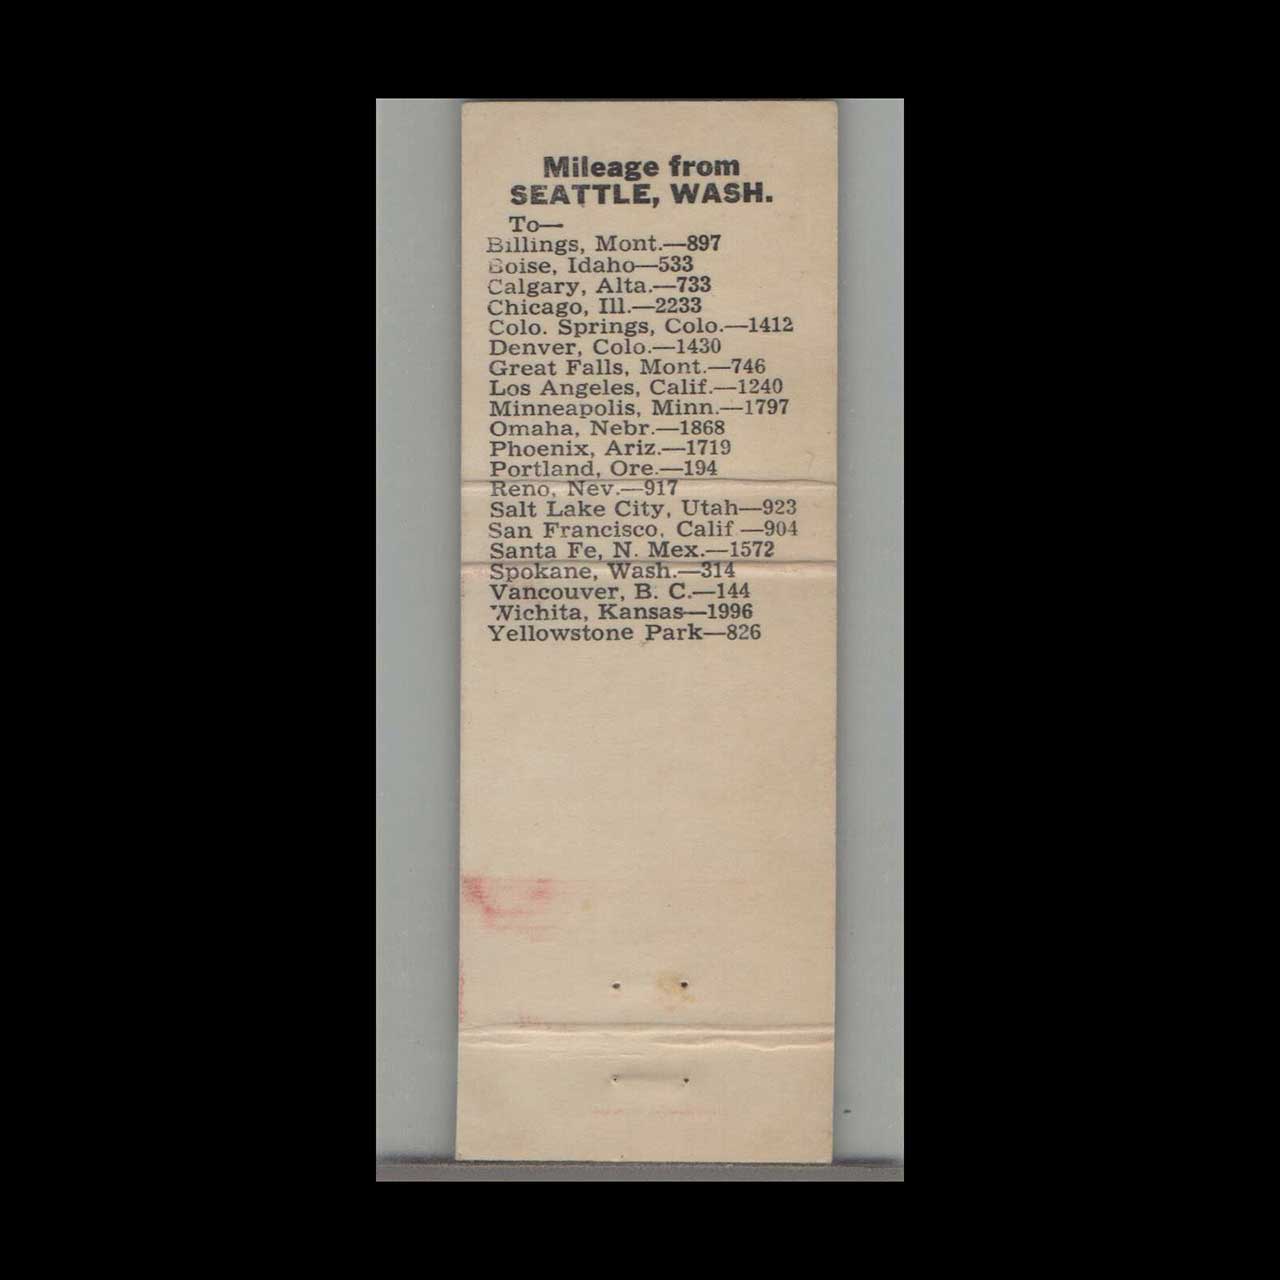 Mileage from
SEATTLE, WASH.
To—
Billings, Mont.—897
Boise, Idaho—533
Calgary, Alta.—733
Chicago, Ill.—2233
Colo. Springs, Colo.—1412
Denver, Colo.—1430
Great Falls, Mont.—746
Los Angeles, Calif.—1240
Minneapolis, Minn.—1797
Omaha, Nebr.—1868
Phoenix, Ariz.—1719
Portland, Ore.—194
Reno, Nev.—917
Salt Lake City, Utah—923
San Francisco, Calif —904
Santa Fe, N. Mex.—1572
Spokane, Wash.—314
Vancouver, B. C.—144
Wichita, Kansas—1996
Yellowstone Park—826